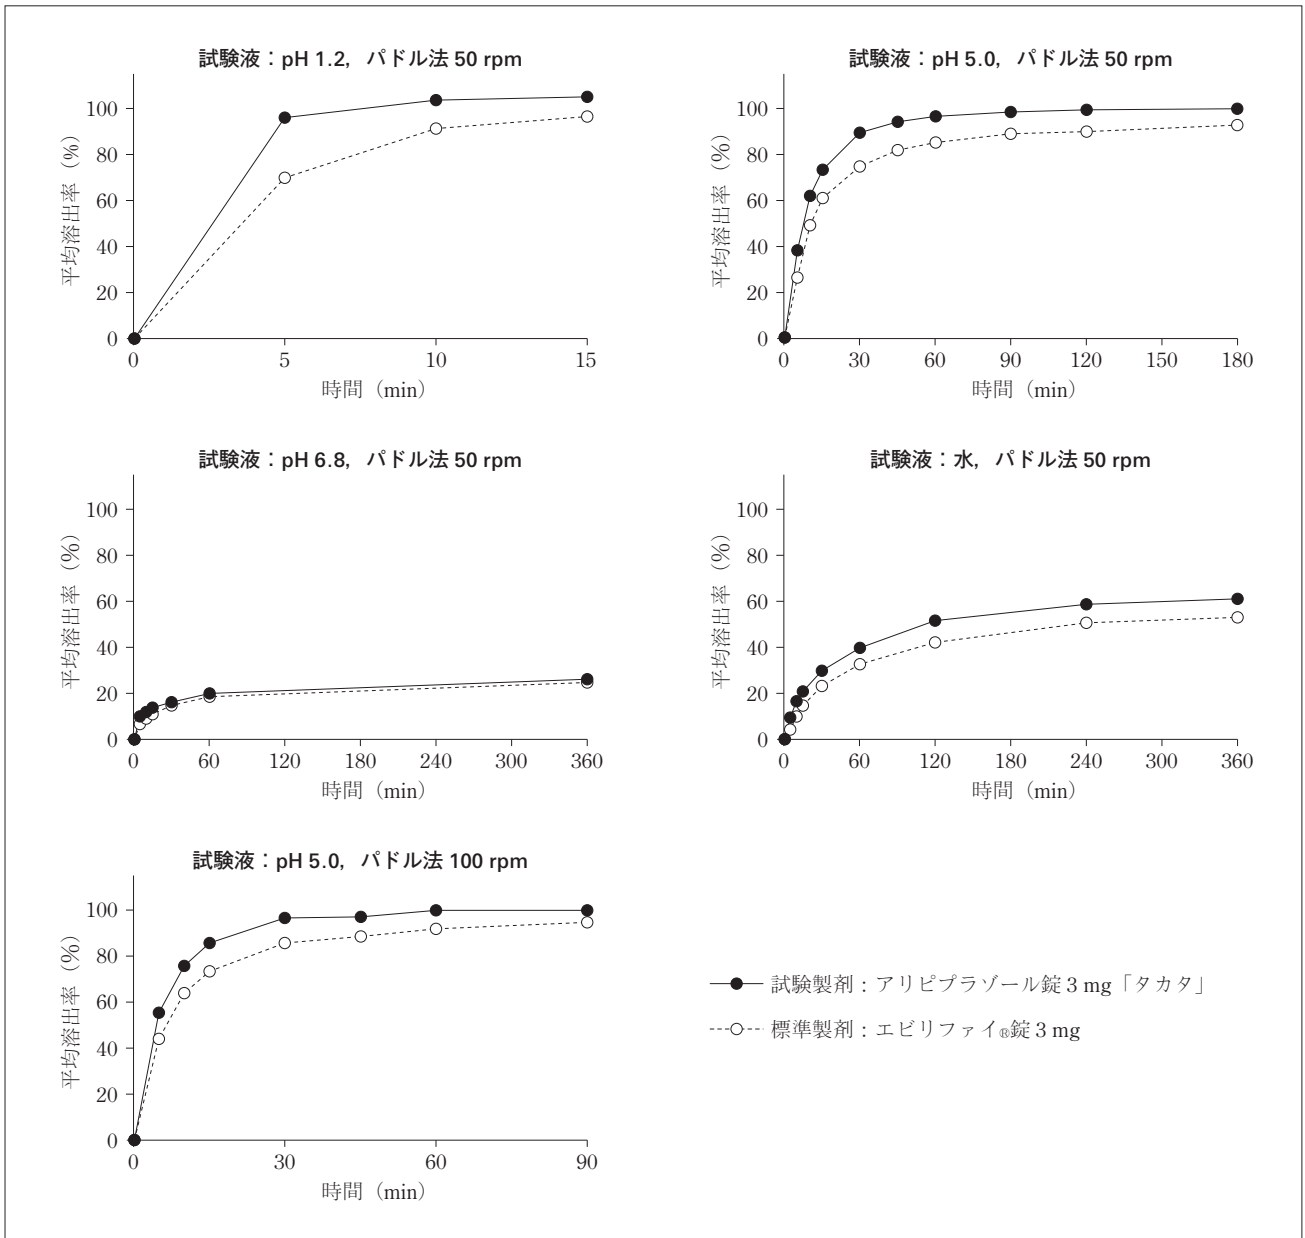 試験液：pH 1.2，パドル法 50 rpm
平均溶出率（%）
100
80
60
40
20
0
0 5 10 15
時間（min）
試験液：pH 5.0，パドル法 50 rpm
平均溶出率（%）
100
80
60
40
20
0
0 30 60 90 120 150 180
時間（min）
試験液：pH 6.8，パドル法 50 rpm
平均溶出率（%）
100
80
60
40
20
0
0 60 120 180 240 300 360
時間（min）
試験液：水，パドル法 50 rpm
平均溶出率（%）
100
80
60
40
20
0
0 60 120 180 240 300 360
時間（min）
試験液：pH 5.0，パドル法 100 rpm
平均溶出率（%）
100
80
60
40
20
0
0 30 60 90
時間（min）
試験製剤：アリピプラゾール錠 3 mg「タカタ」
標準製剤：エビリファイ®錠 3 mg